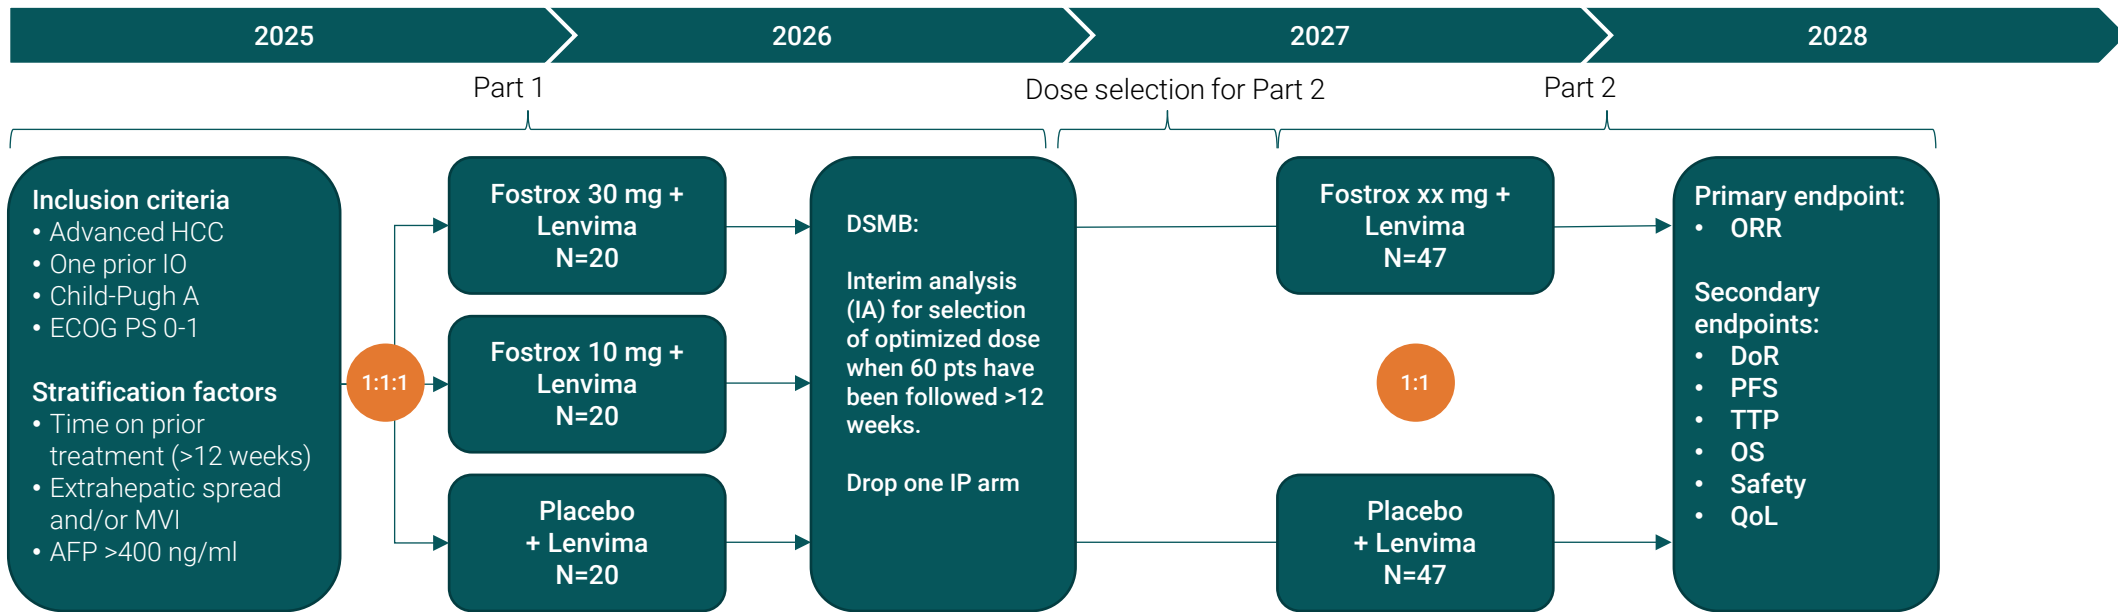 2025
2026
2027
2028
Part 1
Dose selection for Part 2
Part 2
Inclusion criteria
• Advanced HCC
• One prior IO
• Child-Pugh A
• ECOG PS 0-1
Stratification factors
• Time on prior
treatment (>12 weeks)
• Extrahepatic spread
and/or MVI
• AFP >400 ng/ml
1:1:1
Fostrox 30 mg +
Lenvima
N=20
Fostrox 10 mg +
Lenvima
N=20
Placebo
+ Lenvima
N=20
DSMB:
Interim analysis
(IA) for selection
of optimized dose
when 60 pts have
been followed >12
weeks.
Drop one IP arm
Fostrox xx mg +
Lenvima
N=47
1:1
Placebo
+ Lenvima
N=47
Primary endpoint:
• ORR
Secondary
endpoints:
• DoR
• PFS
• TTP
• OS
• Safety
• QoL